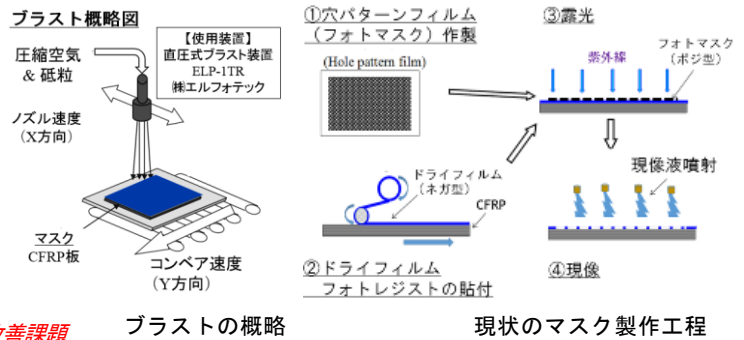 ブラスト概略図
圧縮空気
& 砥粒
【使用装置】
直圧式ブラスト装置
ELP-1TR
㈱エルフォテック
ノズル速度
(X方向)
マスク
CFRP板
コンベア速度
(Y方向)
①穴パターンフィルム
(フォトマスク)作製
(Hole pattern film)
ドライフィルム
(ネガ型)
CFRP
②ドライフィルム
フォトレジストの貼付
③露光
フォトマスク
(ポジ型)
紫外線
現像液噴射
④現像
善課題
ブラストの概略
現状のマスク製作工程